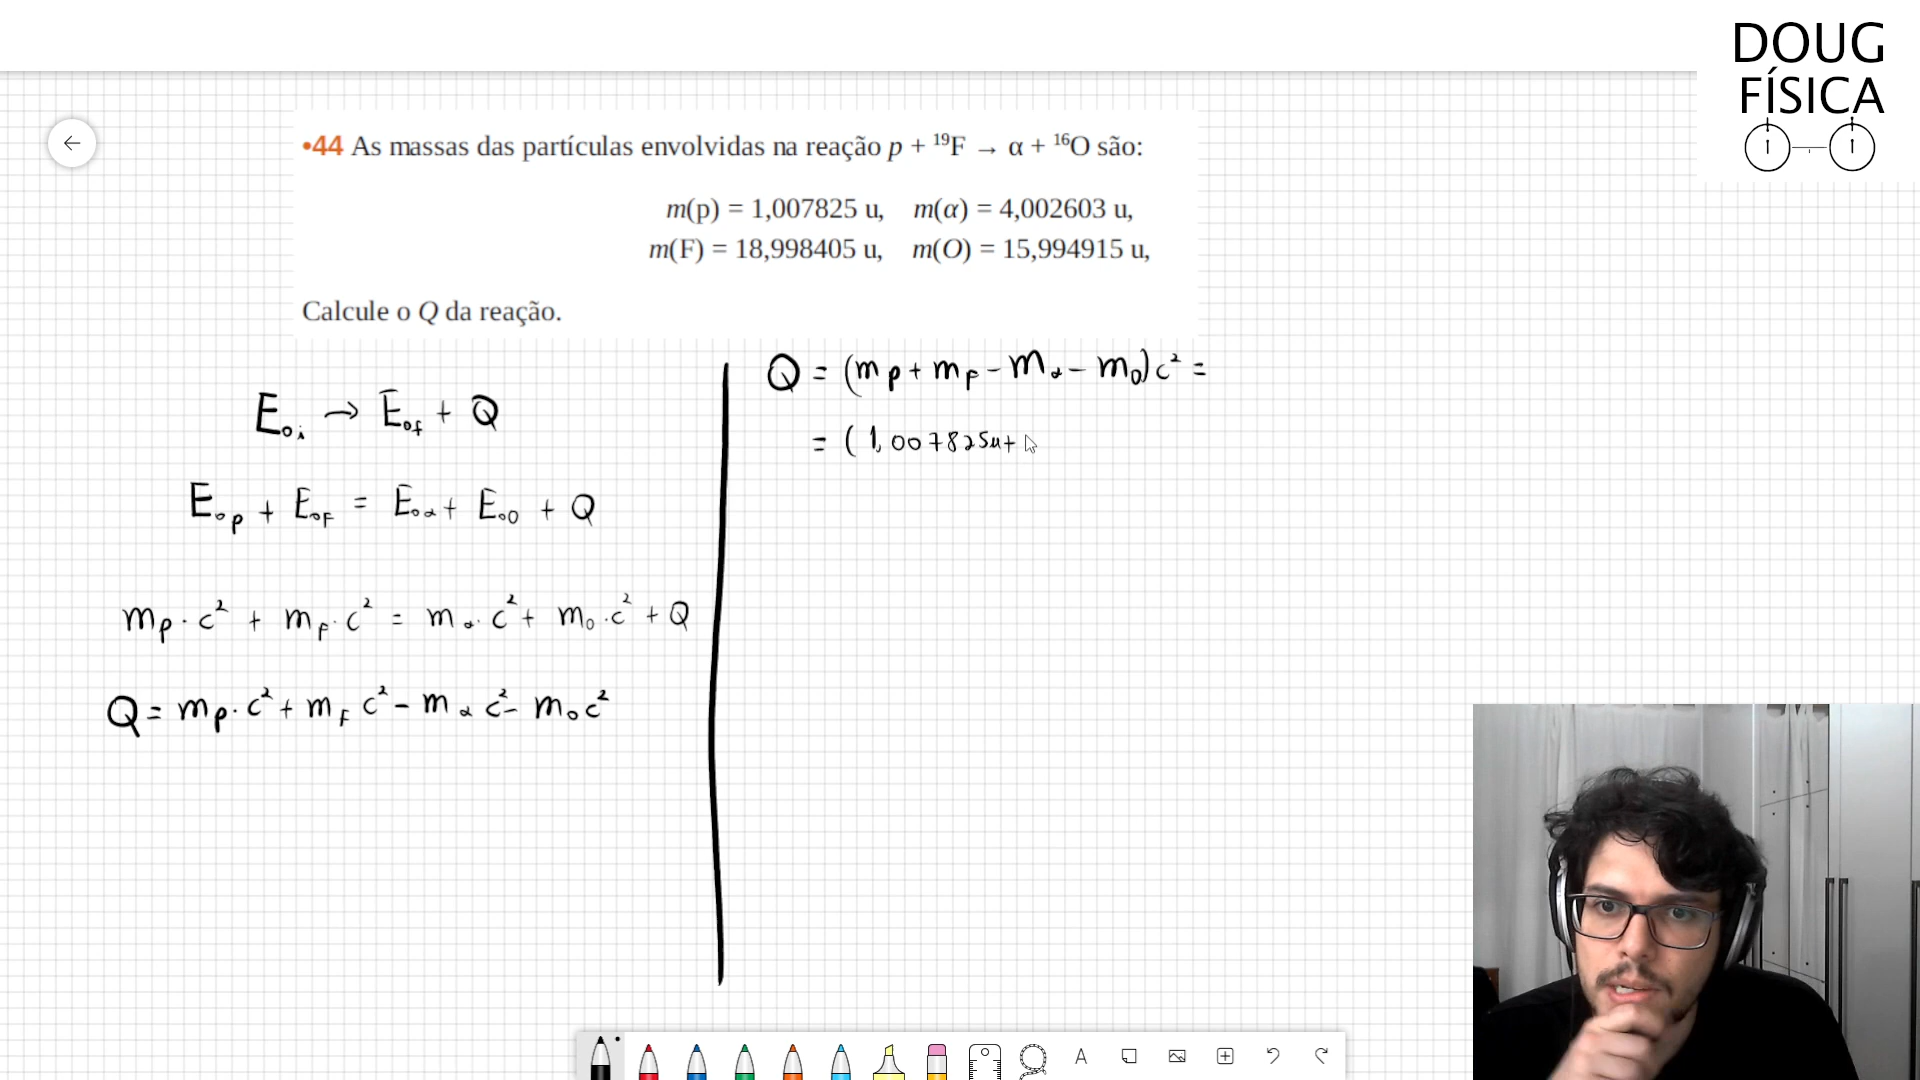 DOUG
FÍSICA
•44 As massas das partículas envolvidas na reação p + ¹⁹F → α + ¹⁶O são:
m(p) = 1,007825 u, m(α) = 4,002603 u,
m(F) = 18,998405 u, m(O) = 15,994915 u,
Calcule o Q da reação.
E₀ᵢ → E₀f + Q
E₀p + E₀F = E₀α + E₀O + Q
mp · c² + mF · c² = mα · c² + mO · c² + Q
Q = mp · c² + mF c² - mα c² - mO c²
Q = (mp + mF - mα - mO)c² =
= (1,007825u +
A